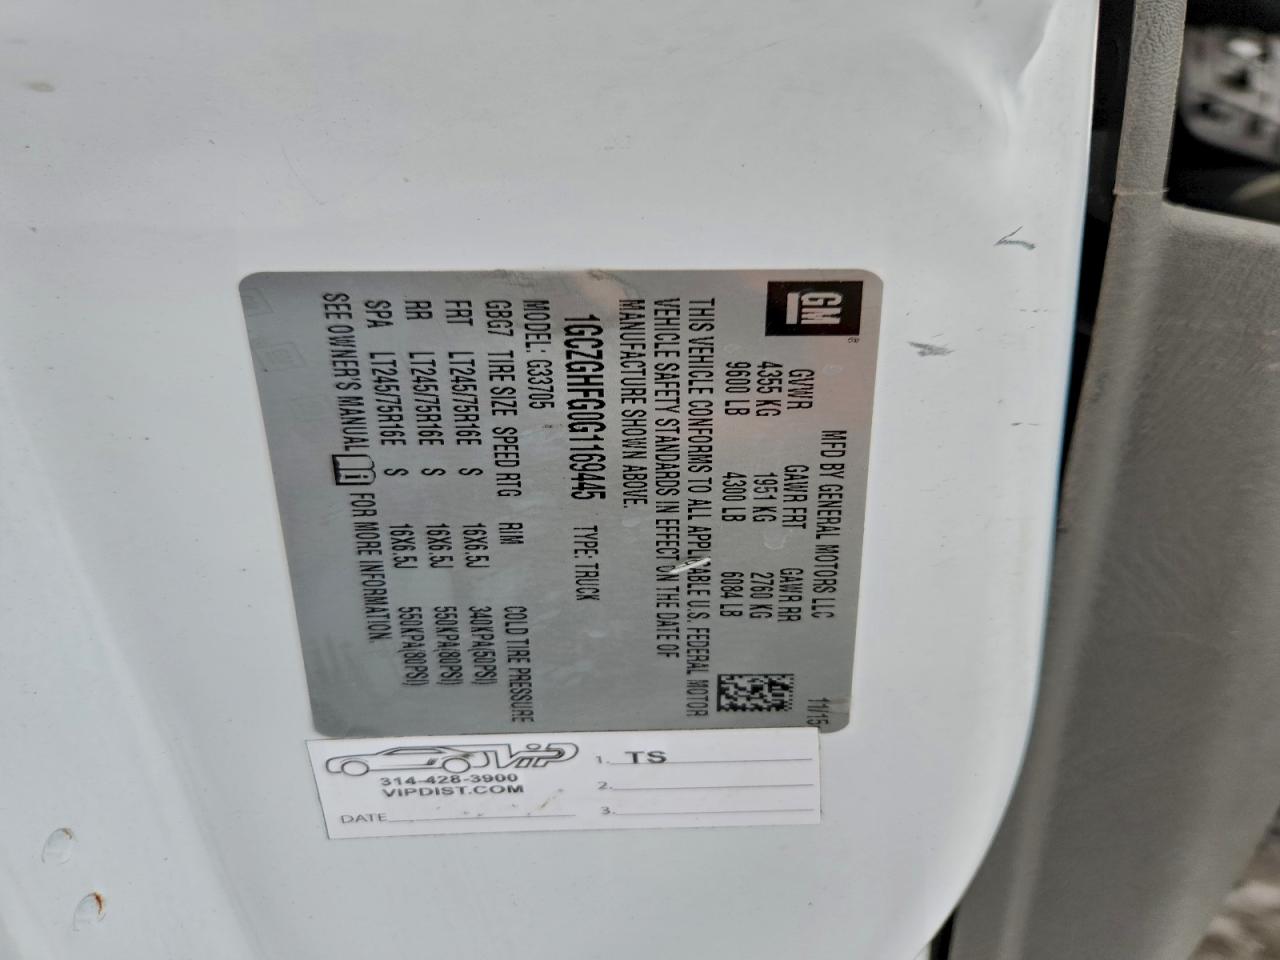 GM
MFD BY GENERAL MOTORS LLC 11/15
GVWR GAWR FRT GAWR RR
4355 KG 1951 KG 2760 KG
9600 LB 4300 LB 6084 LB
THIS VEHICLE CONFORMS TO ALL APPLICABLE U.S. FEDERAL MOTOR
VEHICLE SAFETY STANDARDS IN EFFECT ON THE DATE OF
MANUFACTURE SHOWN ABOVE.
1GCZGHFG0G1169445 TYPE: TRUCK
MODEL: G33705
GBG7 TIRE SIZE SPEED RTG RIM COLD TIRE PRESSURE
FRT LT245/75R16E S 16X6.5J 340KPA(50PSI)
RR LT245/75R16E S 16X6.5J 550KPA(80PSI)
SPA LT245/75R16E S 16X6.5J 550KPA(80PSI)
SEE OWNER'S MANUAL FOR MORE INFORMATION
VIP
314-428-3900
VIPDIST.COM
DATE
1. TS
2.
3.